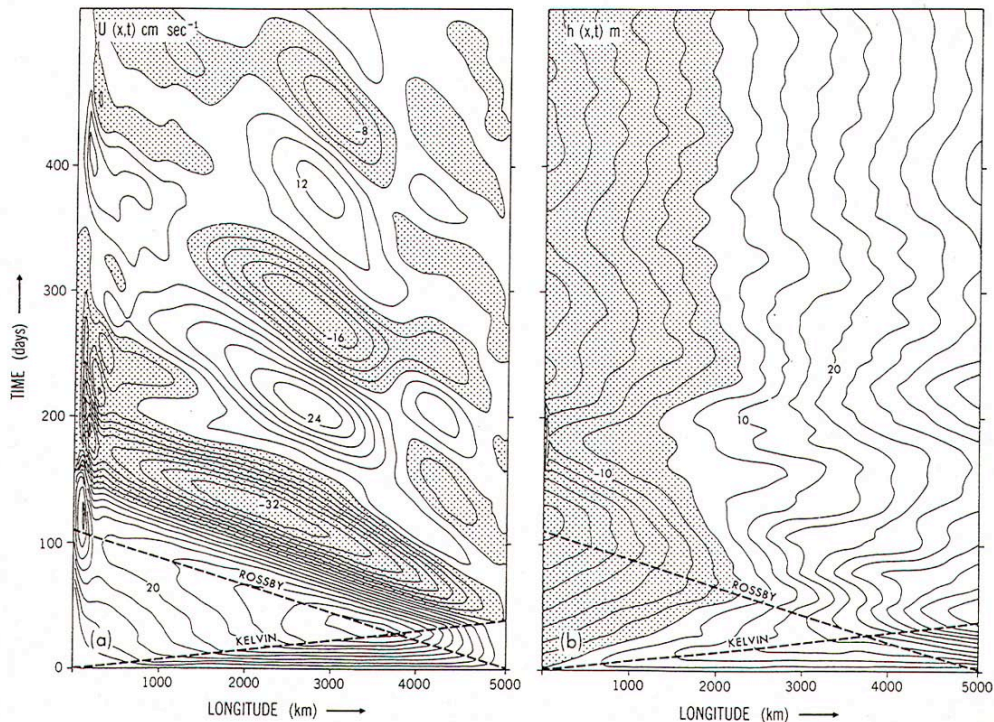 U (x,t) cm sec⁻¹
h (x,t) m
0
-8
400
12
TIME (days)
300
-16
20
-24
200
10
-10
-32
100
ROSSBY
ROSSBY
20
(a)
KELVIN
(b)
KELVIN
0
1000
2000
3000
4000
5000
1000
2000
3000
4000
5000
LONGITUDE (km)
LONGITUDE (km)